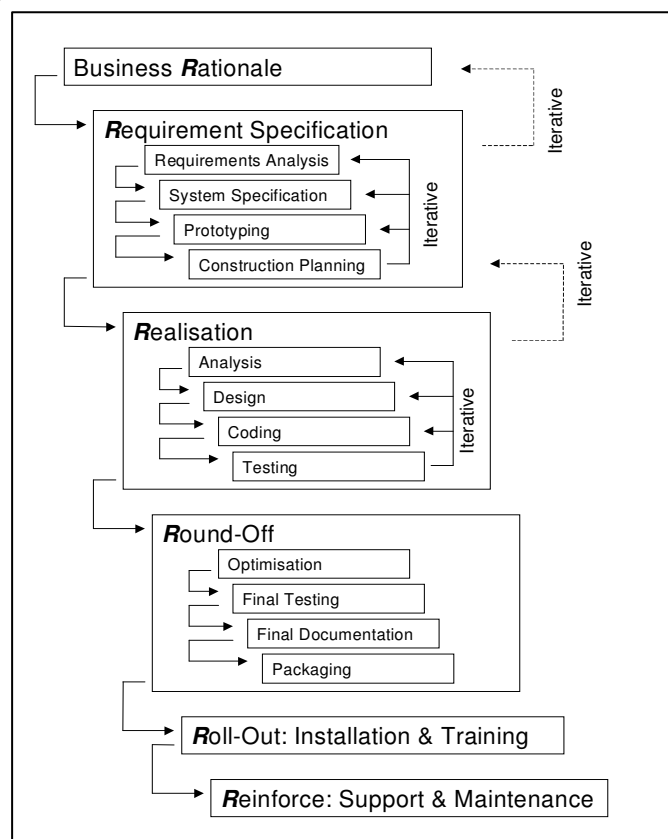 Business Rationale
Iterative
Requirement Specification
Requirements Analysis
System Specification
Prototyping
Construction Planning
Iterative
Iterative
Realisation
Analysis
Design
Coding
Testing
Iterative
Round-Off
Optimisation
Final Testing
Final Documentation
Packaging
Roll-Out: Installation & Training
Reinforce: Support & Maintenance